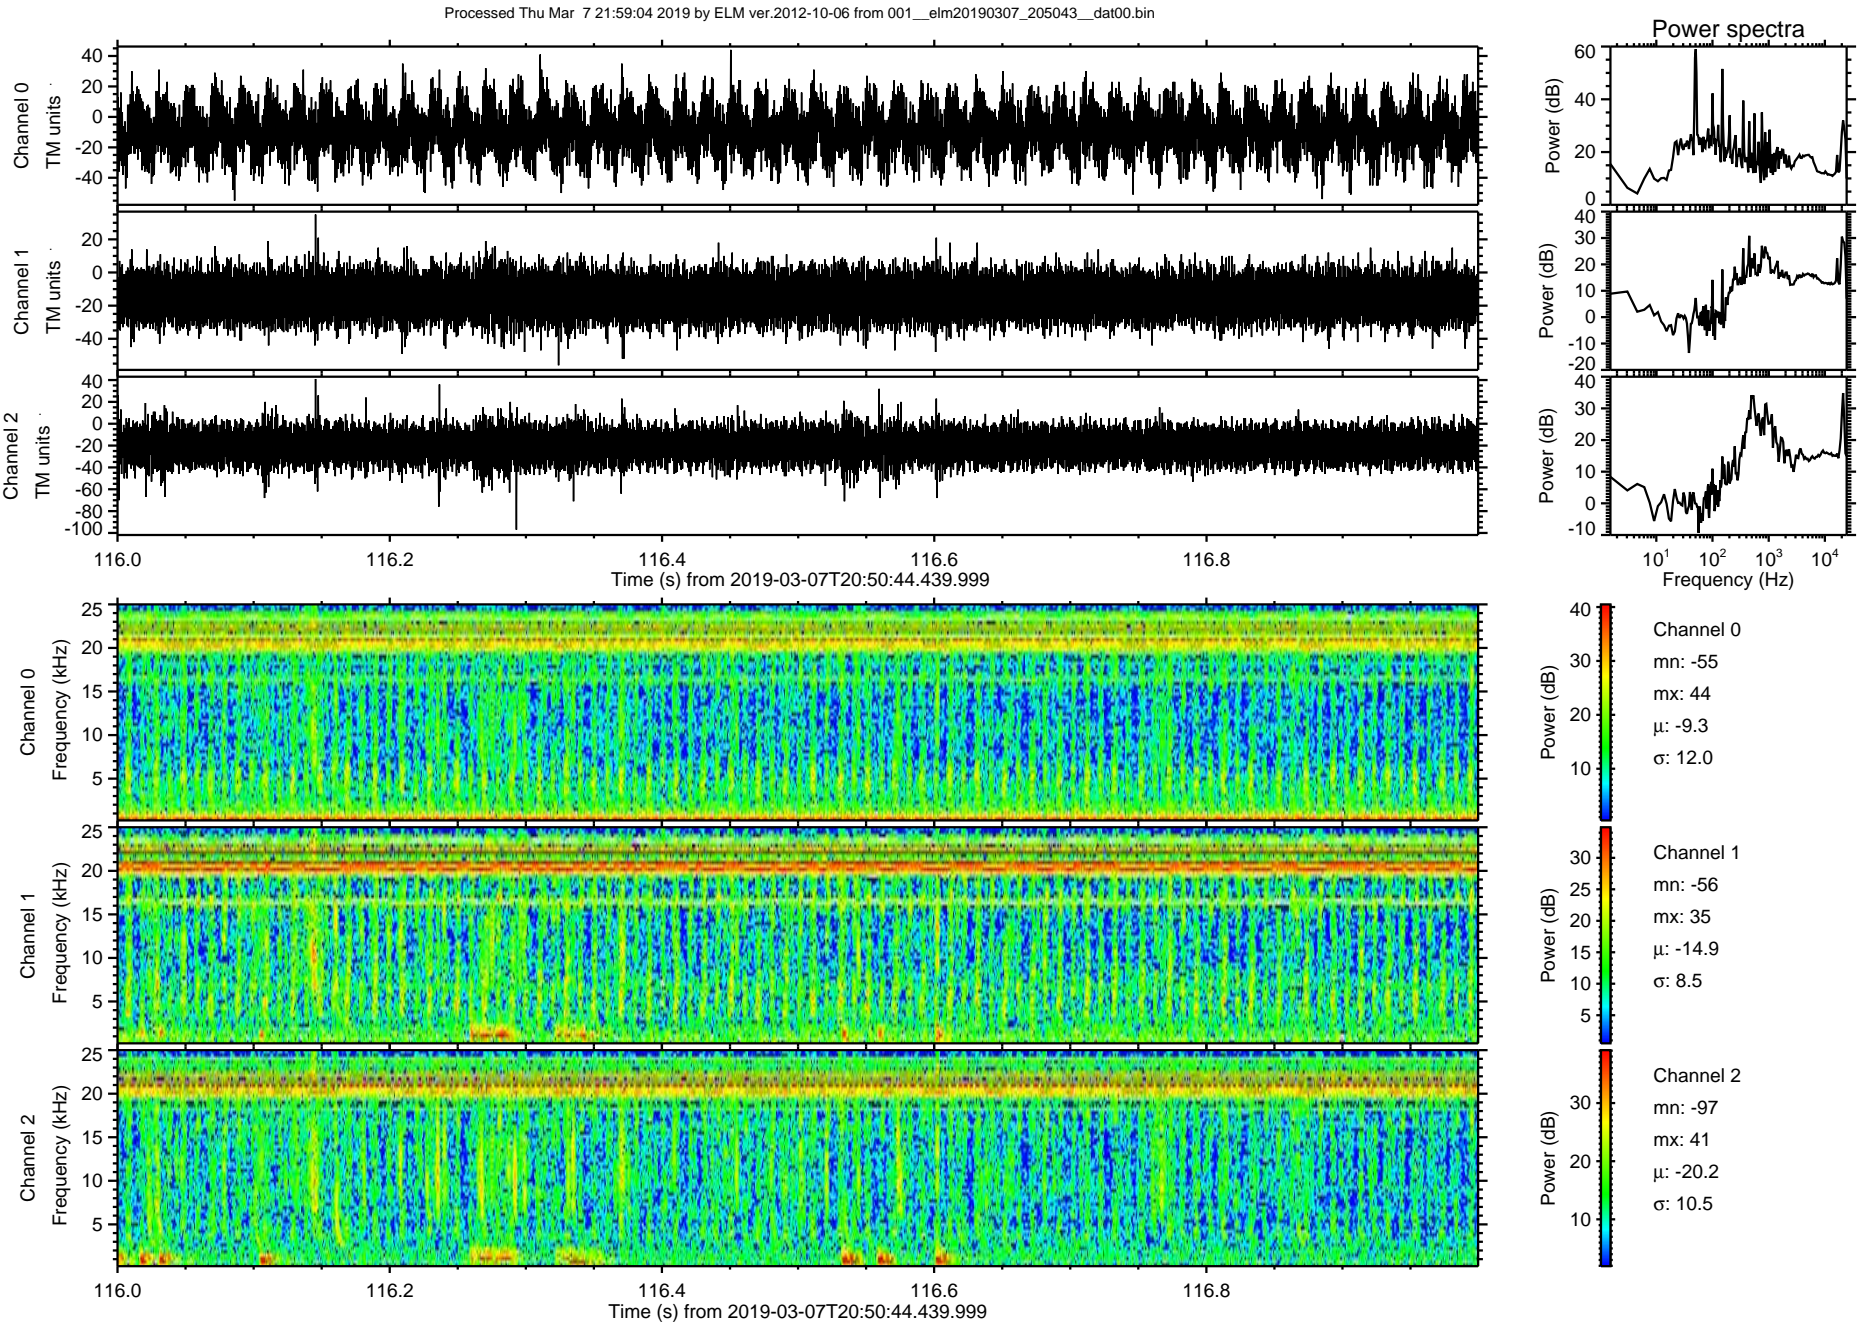 Processed Thu Mar  7 21:59:04 2019 by ELM ver.2012-10-06 from 001__elm20190307_205043__dat00.bin
Power spectra
Channel 0
TM units
40
20
0
-20
-40
Power (dB)
60
40
20
0
Channel 1
TM units
20
0
-20
-40
Power (dB)
40
30
20
10
0
-10
-20
Channel 2
TM units
40
20
0
-20
-40
-60
-80
-100
Power (dB)
40
30
20
10
0
-10
116.0 116.2 116.4 116.6 116.8
Time (s) from 2019-03-07T20:50:44.439.999
10¹ 10² 10³ 10⁴
Frequency (Hz)
Channel 0
Frequency (kHz)
25
20
15
10
5
Power (dB)
40
30
20
10
Channel 0
mn: -55
mx: 44
μ: -9.3
σ: 12.0
Channel 1
Frequency (kHz)
25
20
15
10
5
Power (dB)
30
25
20
15
10
5
Channel 1
mn: -56
mx: 35
μ: -14.9
σ: 8.5
Channel 2
Frequency (kHz)
25
20
15
10
5
Power (dB)
30
20
10
Channel 2
mn: -97
mx: 41
μ: -20.2
σ: 10.5
116.0 116.2 116.4 116.6 116.8
Time (s) from 2019-03-07T20:50:44.439.999